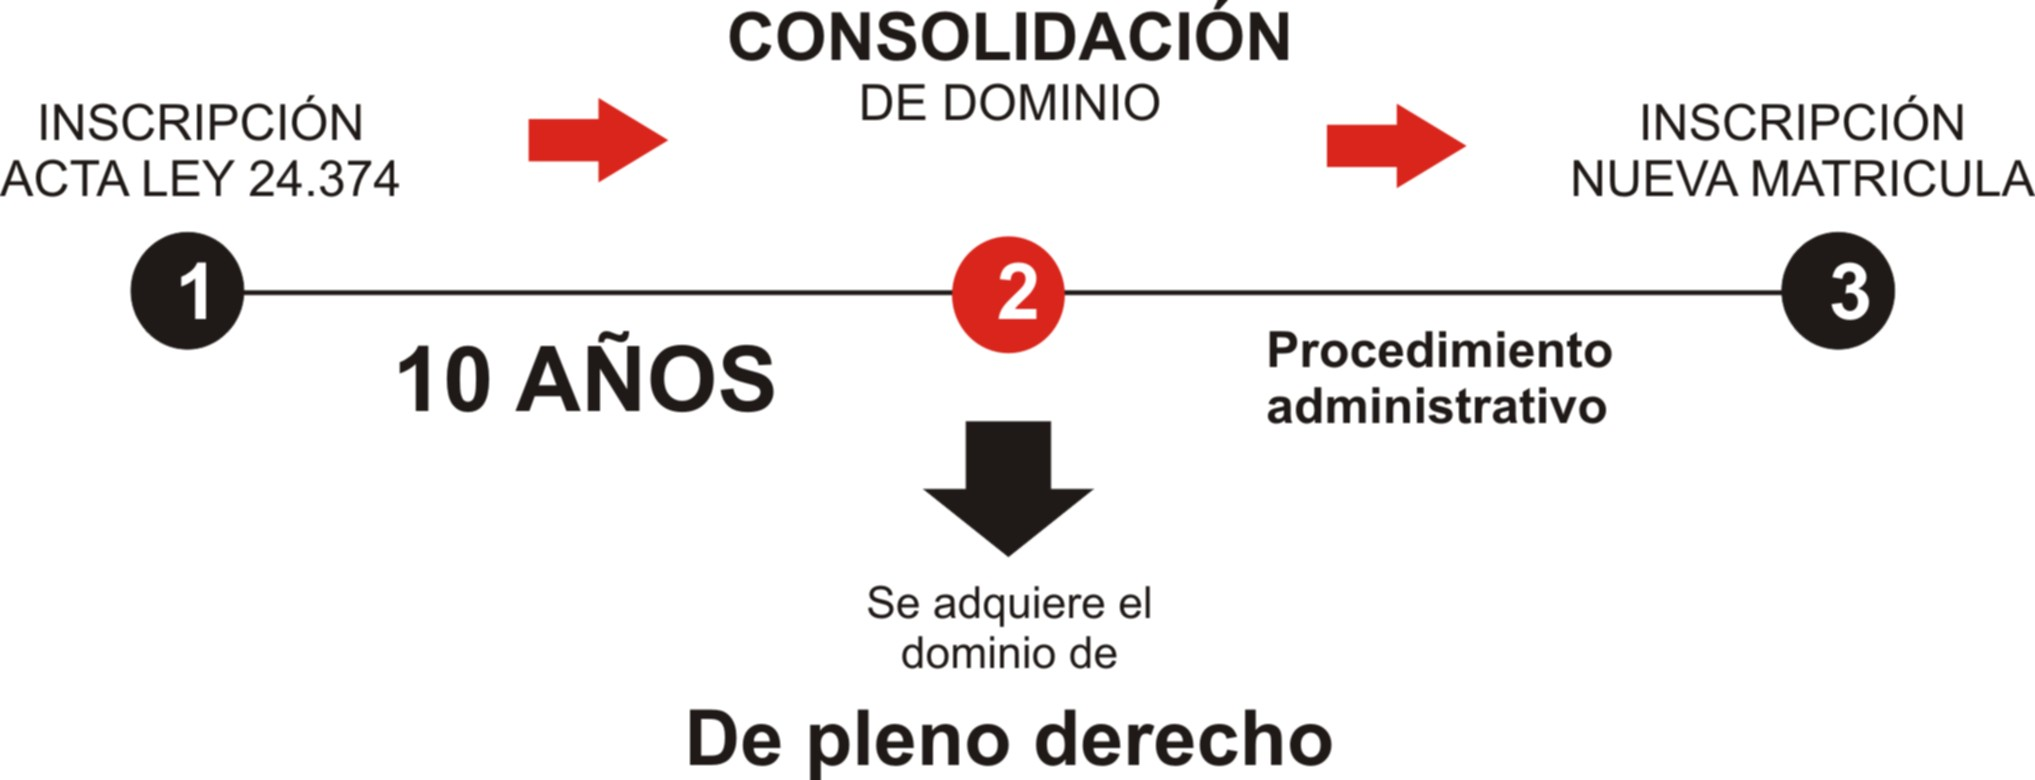 INSCRIPCIÓN
ACTA LEY 24.374
CONSOLIDACIÓN
DE DOMINIO
INSCRIPCIÓN
NUEVA MATRICULA
1
2
3
10 AÑOS
Procedimiento
administrativo
Se adquiere el
dominio de
De pleno derecho